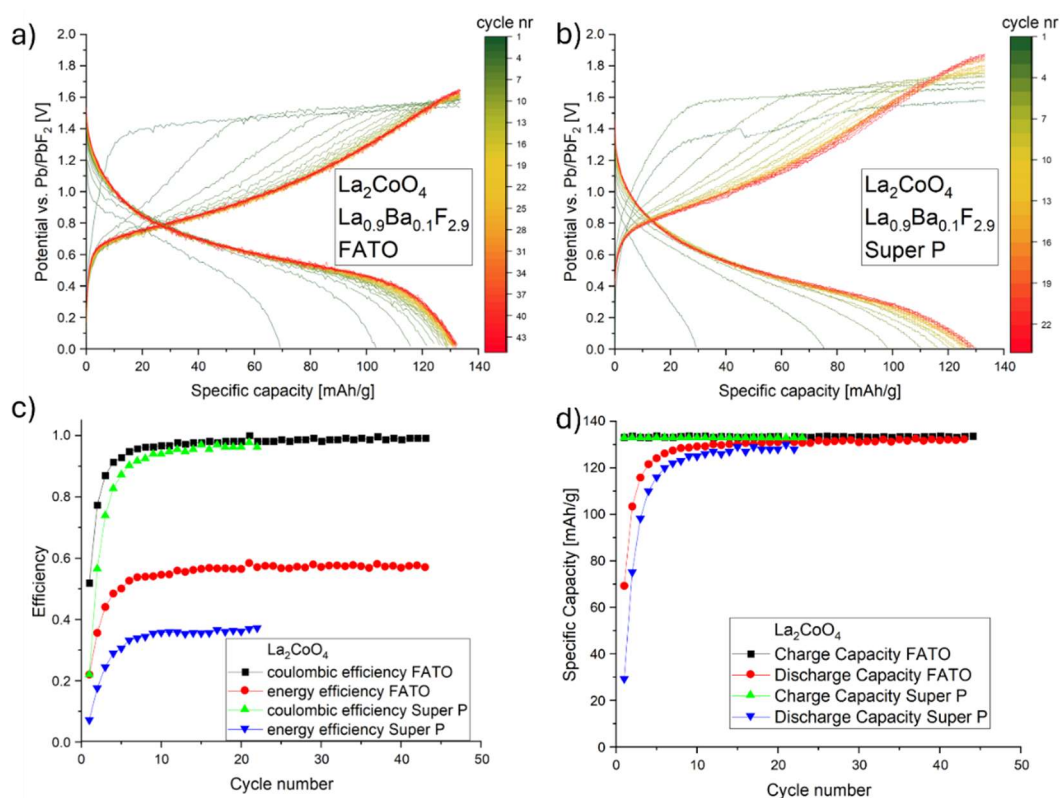 a)
cycle nr
Potential vs. Pb/PbF₂ [V]
2.0
1.8
1.6
1.4
1.2
1.0
0.8
0.6
0.4
0.2
0.0
0 20 40 60 80 100 120 140
Specific capacity [mAh/g]
La₂CoO₄
La₀.₉Ba₀.₁F₂.₉
FATO
1
4
7
10
12
15
18
21
23
26
29
31
34
37
40
43
b)
cycle nr
Potential vs. Pb/PbF₂ [V]
2.0
1.8
1.6
1.4
1.2
1.0
0.8
0.6
0.4
0.2
0.0
0 20 40 60 80 100 120 140
Specific capacity [mAh/g]
La₂CoO₄
La₀.₉Ba₀.₁F₂.₉
Super P
1
4
7
10
13
16
19
22
c)
Efficiency
1.0
0.8
0.6
0.4
0.2
0.0
0 10 20 30 40 50
Cycle number
La₂CoO₄
coulombic efficiency FATO
energy efficiency FATO
coulombic efficiency Super P
energy efficiency Super P
d)
Specific Capacity [mAh/g]
140
120
100
80
60
40
20
0
0 10 20 30 40 50
Cycle number
La₂CoO₄
Charge Capacity FATO
Discharge Capacity FATO
Charge Capacity Super P
Discharge Capacity Super P